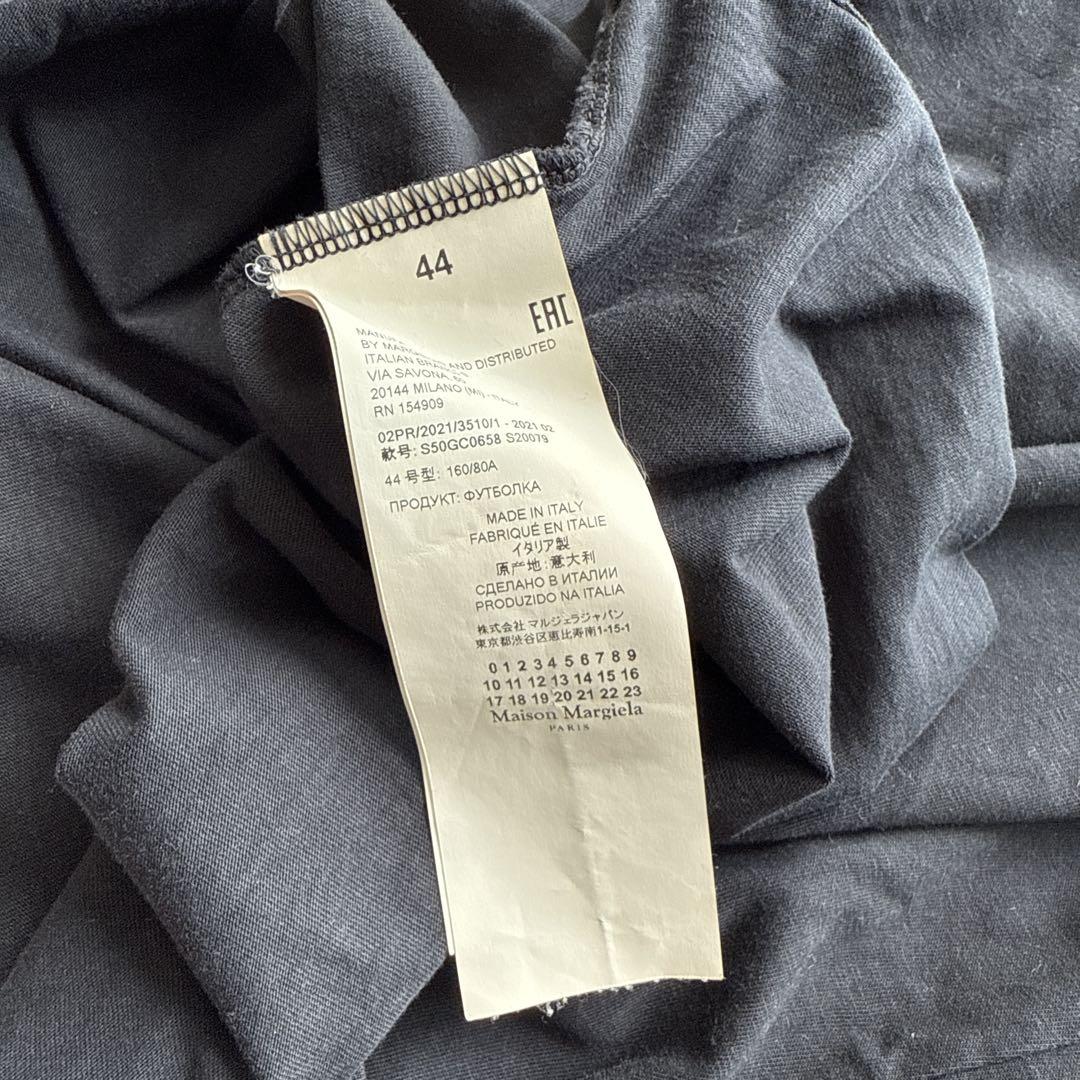 44
EAC
BY
ITALIAN AND DISTRIBUTED
VIA SAVONA,
20144 MILANO (MI) - ITALY
RN 154909
02PR/2021/3510/1 - 2021 02
款号: S50GC0658 S20079
44 号型: 160/80A
ПРОДУКТ: ФУТБОЛКА
MADE IN ITALY
FABRIQUÉ EN ITALIE
イタリア製
原产地: 意大利
СДЕЛАНО В ИТАЛИИ
PRODUZIDO NA ITALIA
株式会社 マルジェラジャパン
東京都渋谷区恵比寿南1-15-1
0 1 2 3 4 5 6 7 8 9
10 11 12 13 14 15 16
17 18 19 20 21 22 23
Maison Margiela
PARIS